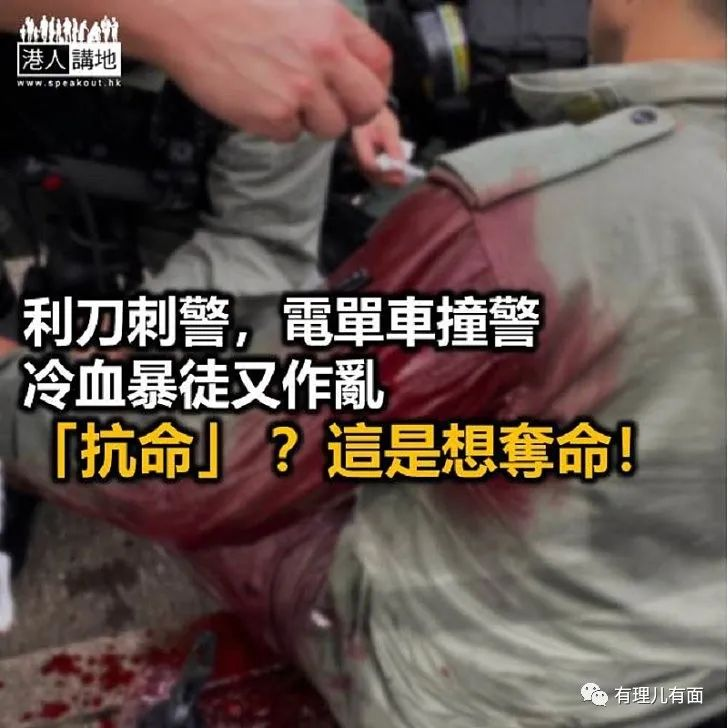 港人講地
www.speakout.hk
利刀刺警，電單車撞警
冷血暴徒又作亂
「抗命」？這是想奪命！
有理儿有面